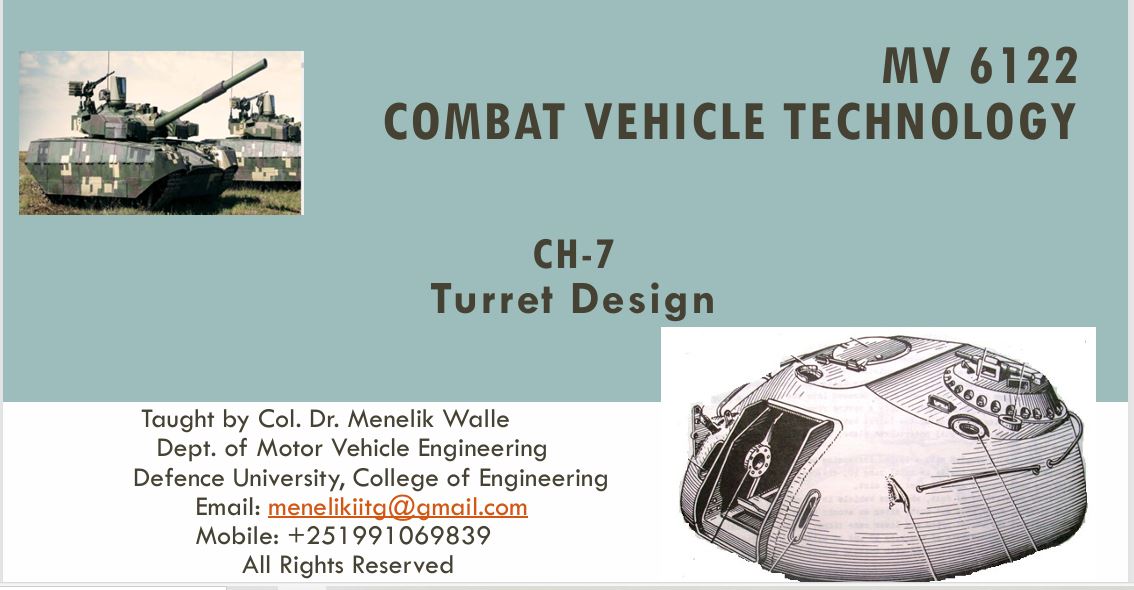 MV 6122
COMBAT VEHICLE TECHNOLOGY
CH-7
Turret Design
Taught by Col. Dr. Menelik Walle
Dept. of Motor Vehicle Engineering
Defence University, College of Engineering
Email: menelikiitg@gmail.com
Mobile: +251991069839
All Rights Reserved